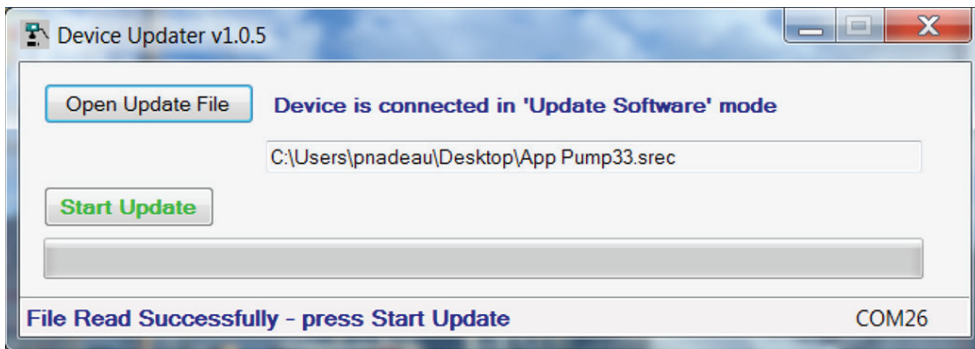 Device Updater v1.0.5
Open Update File
Device is connected in 'Update Software' mode
C:\Users\pnadeau\Desktop\App Pump33.srec
Start Update
File Read Successfully - press Start Update
COM26